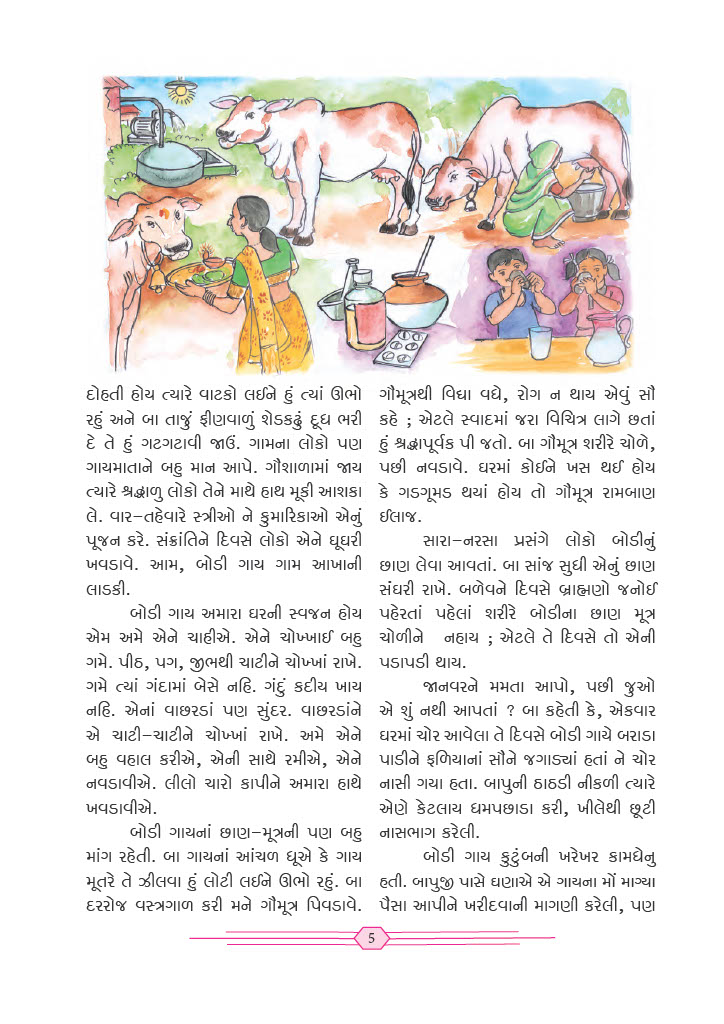 દોહતી હોય ત્યારે વાટકો લઈને હું ત્યાં ઊભો
રહું અને બા તાજું ફીણવાળું શેડકઢું દૂધ ભરી
દે તે હું ગટગટાવી જાઉં. ગામના લોકો પણ
ગાયમાતાને બહુ માન આપે. ગૌશાળામાં જાય
ત્યારે શ્રદ્ધાળુ લોકો તેને માથે હાથ મૂકી આશકા
લે. વાર-તહેવારે સ્ત્રીઓ ને કુમારિકાઓ એનું
પૂજન કરે. સંક્રાંતિને દિવસે લોકો એને ઘૂઘરી
ખવડાવે. આમ, બોડી ગાય ગામ આખાની
લાડકી.
બોડી ગાય અમારા ઘરની સ્વજન હોય
એમ અમે એને ચાહીએ. એને ચોખ્ખાઈ બહુ
ગમે. પીઠ, પગ, જીભથી ચાટીને ચોખ્ખાં રાખે.
ગમે ત્યાં ગંદામાં બેસે નહિ. ગંદું કદીય ખાય
નહિ. એનાં વાછરડાં પણ સુંદર. વાછરડાંને
એ ચાટી-ચાટીને ચોખ્ખાં રાખે. અમે એને
બહુ વહાલ કરીએ, એની સાથે રમીએ, એને
નવડાવીએ. લીલો ચારો કાપીને અમારા હાથે
ખવડાવીએ.
બોડી ગાયનાં છાણ-મૂત્રની પણ બહુ
માંગ રહેતી. બા ગાયનાં આંચળ ધૂએ કે ગાય
મૂતરે તે ઝીલવા હું લોટી લઈને ઊભો રહું. બા
દરરોજ વસ્ત્રગાળ કરી મને ગૌમૂત્ર પિવડાવે.
ગૌમૂત્રથી વિદ્યા વધે, રોગ ન થાય એવું સૌ
કહે ; એટલે સ્વાદમાં જરા વિચિત્ર લાગે છતાં
હું શ્રદ્ધાપૂર્વક પી જતો. બા ગૌમૂત્ર શરીરે ચોળે,
પછી નવડાવે. ઘરમાં કોઈને ખસ થઈ હોય
કે ગડગૂમડ થયાં હોય તો ગૌમૂત્ર રામબાણ
ઈલાજ.
સારા-નરસા પ્રસંગે લોકો બોડીનું
છાણ લેવા આવતાં. બા સાંજ સુધી એનું છાણ
સંઘરી રાખે. બળેવને દિવસે બ્રાહ્મણો જનોઈ
પહેરતાં પહેલાં શરીરે બોડીના છાણ મૂત્ર
ચોળીને નહાય ; એટલે તે દિવસે તો એની
પડાપડી થાય.
જાનવરને મમતા આપો, પછી જુઓ
એ શું નથી આપતાં ? બા કહેતી કે, એકવાર
ઘરમાં ચોર આવેલા તે દિવસે બોડી ગાયે બરાડા
પાડીને ફળિયાનાં સૌને જગાડ્યાં હતાં ને ચોર
નાસી ગયા હતા. બાપુની ઠાઠડી નીકળી ત્યારે
એણે કેટલાય ધમપછાડા કરી, ખીલેથી છૂટી
નાસભાગ કરેલી.
બોડી ગાય કુટુંબની ખરેખર કામધેનુ
હતી. બાપુજી પાસે ઘણાએ એ ગાયના મોં માગ્યા
પૈસા આપીને ખરીદવાની માગણી કરેલી, પણ
5